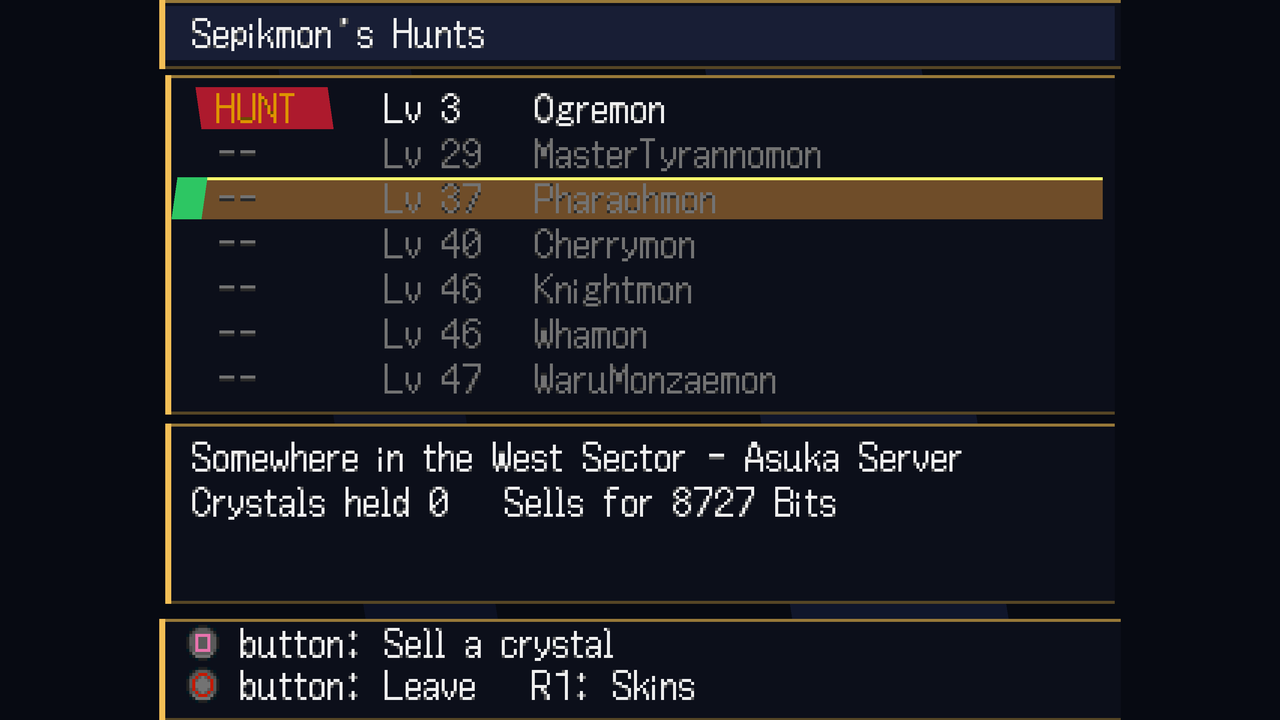 Sepikmon's Hunts
HUNT Lv 3 Ogremon
-- Lv 29 MasterTyrannomon
-- Lv 37 Pharaohmon
-- Lv 40 Cherrymon
-- Lv 46 Knightmon
-- Lv 46 Whamon
-- Lv 47 WaruMonzaemon
Somewhere in the West Sector - Asuka Server
Crystals held 0 Sells for 8727 Bits
button: Sell a crystal
button: Leave R1: Skins